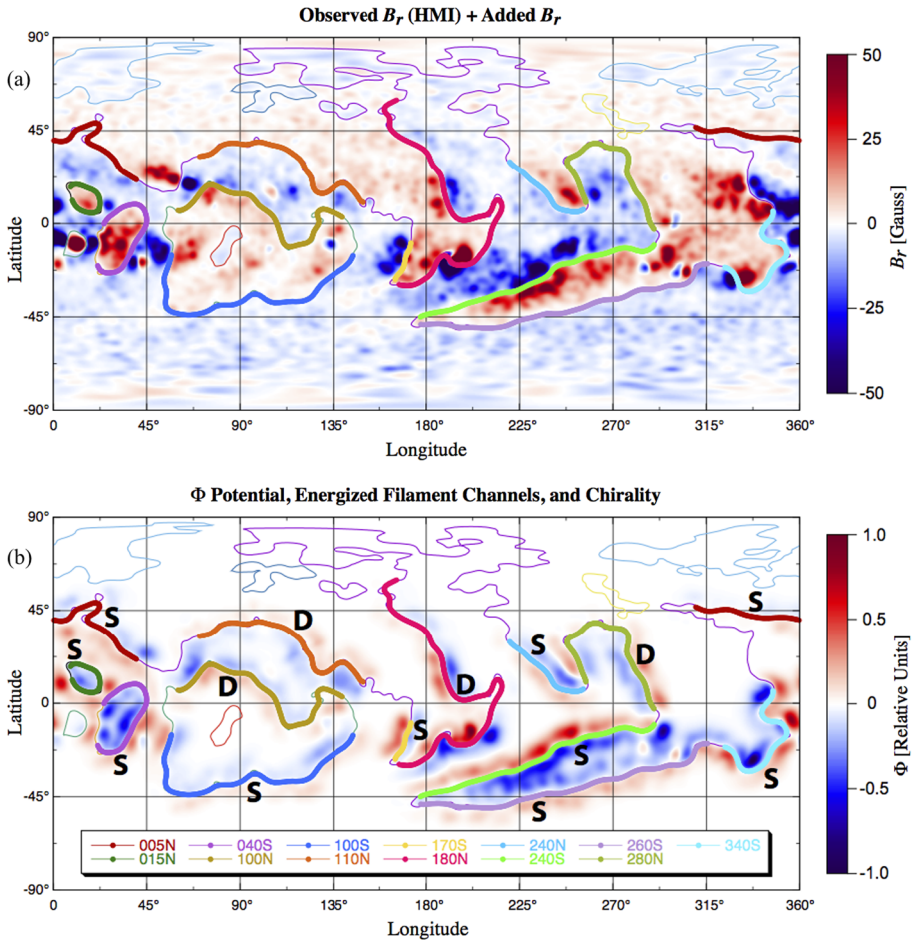 Observed Br (HMI) + Added Br
(a)
90°
45°
0°
-45°
-90°
Latitude
0° 45° 90° 135° 180° 225° 270° 315° 360°
Longitude
50
25
0
-25
-50
Br [Gauss]
Φ Potential, Energized Filament Channels, and Chirality
(b)
90°
45°
0°
-45°
-90°
Latitude
S
S
S
D
D
S
S
D
S
D
S
S
S
S
005N 040S 100S 170S 240N 260S 340S
015N 100N 110N 180N 240S 280N
0° 45° 90° 135° 180° 225° 270° 315° 360°
Longitude
1.0
0.5
0
-0.5
-1.0
Φ [Relative Units]